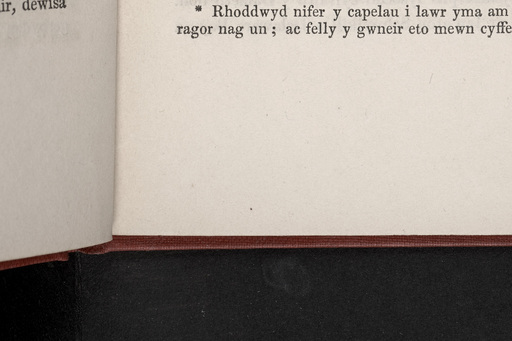 ir, dewisa
* Rhoddwyd nifer y capelau i lawr yma am
ragor nag un ; ac felly y gwneir eto mewn cyffe